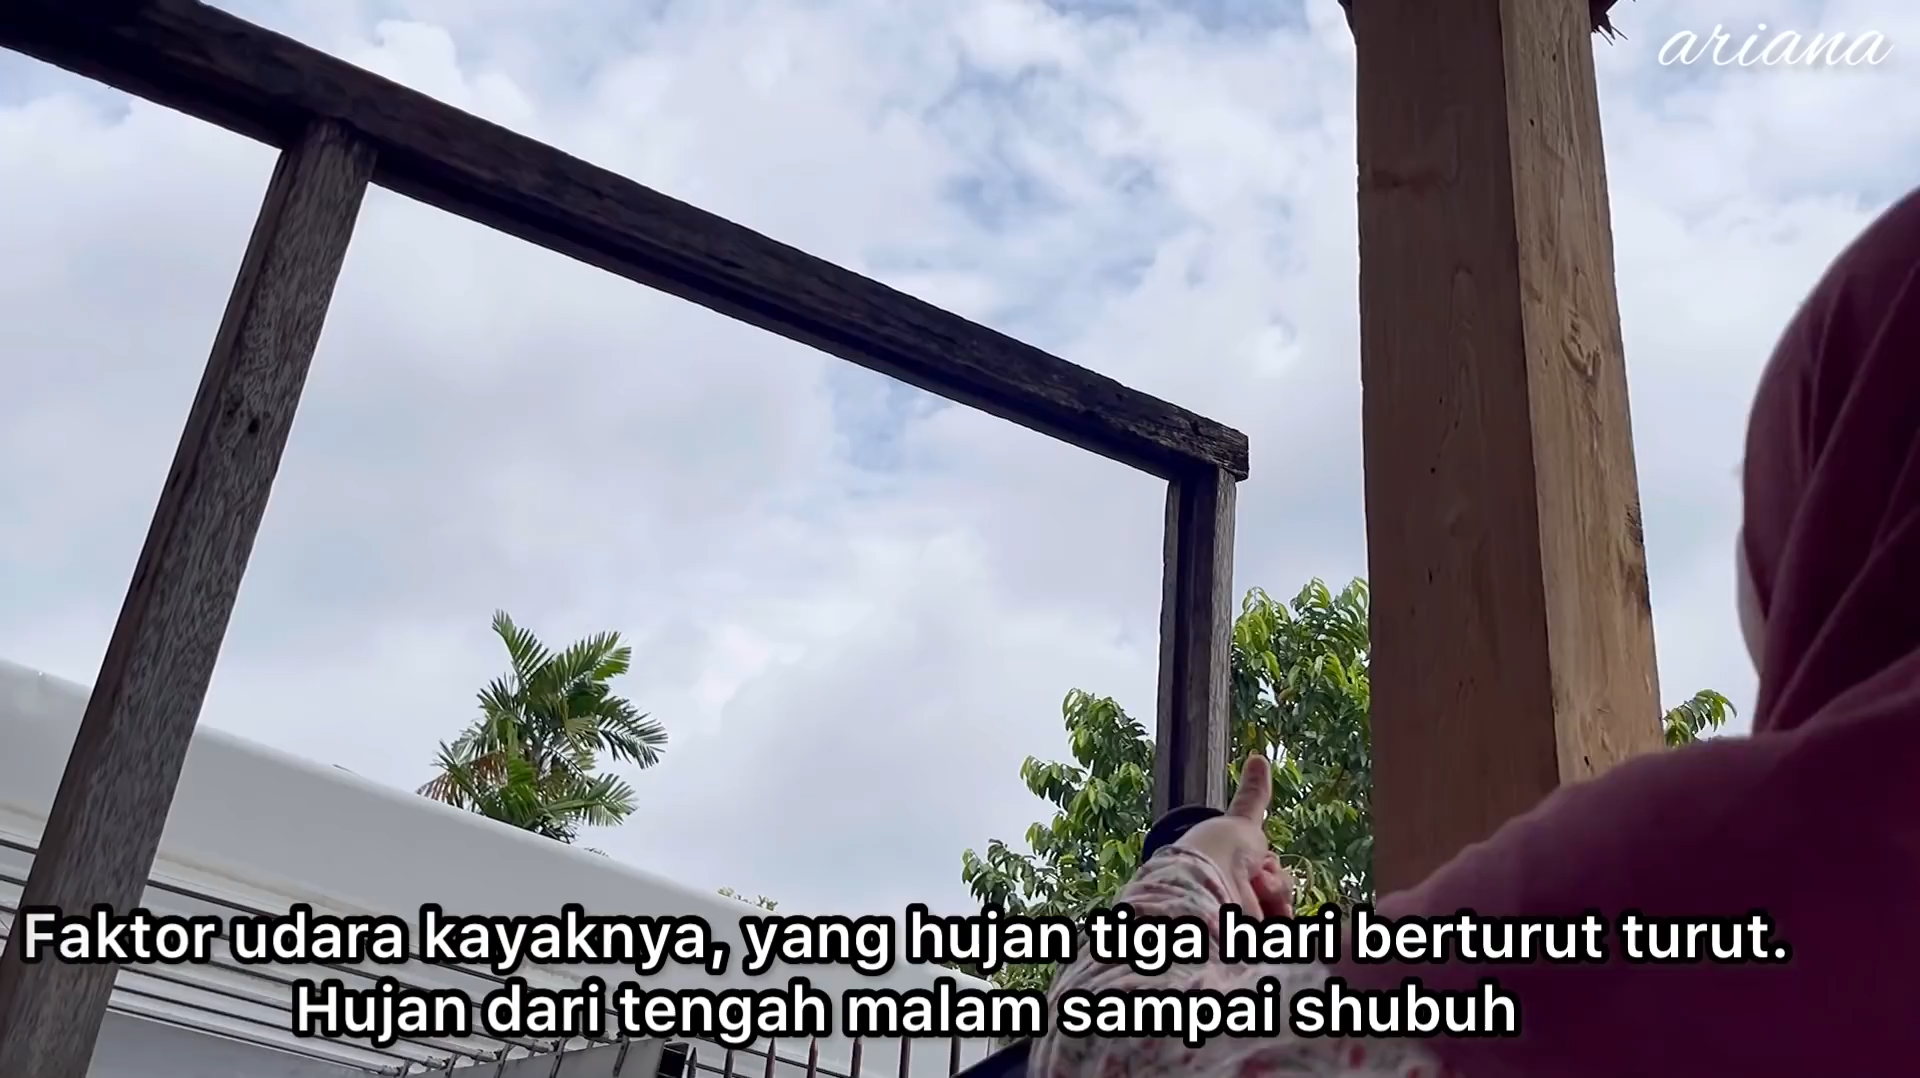 ariana
Faktor udara kayaknya, yang hujan tiga hari berturut turut.
Hujan dari tengah malam sampai shubuh